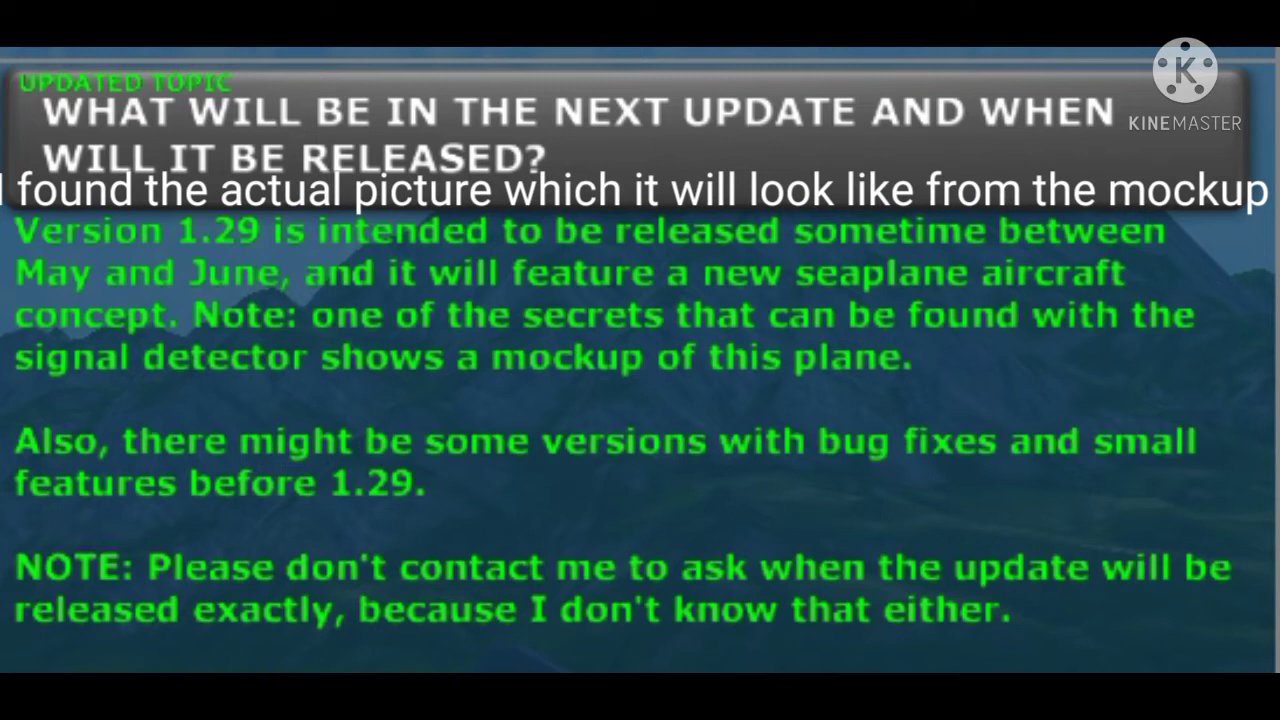 UPDATED TOPIC
WHAT WILL BE IN THE NEXT UPDATE AND WHEN
WILL IT BE RELEASED?
KINEMASTER
I found the actual picture which it will look like from the mockup
Version 1.29 is intended to be released sometime between
May and June, and it will feature a new seaplane aircraft
concept. Note: one of the secrets that can be found with the
signal detector shows a mockup of this plane.
Also, there might be some versions with bug fixes and small
features before 1.29.
NOTE: Please don't contact me to ask when the update will be
released exactly, because I don't know that either.